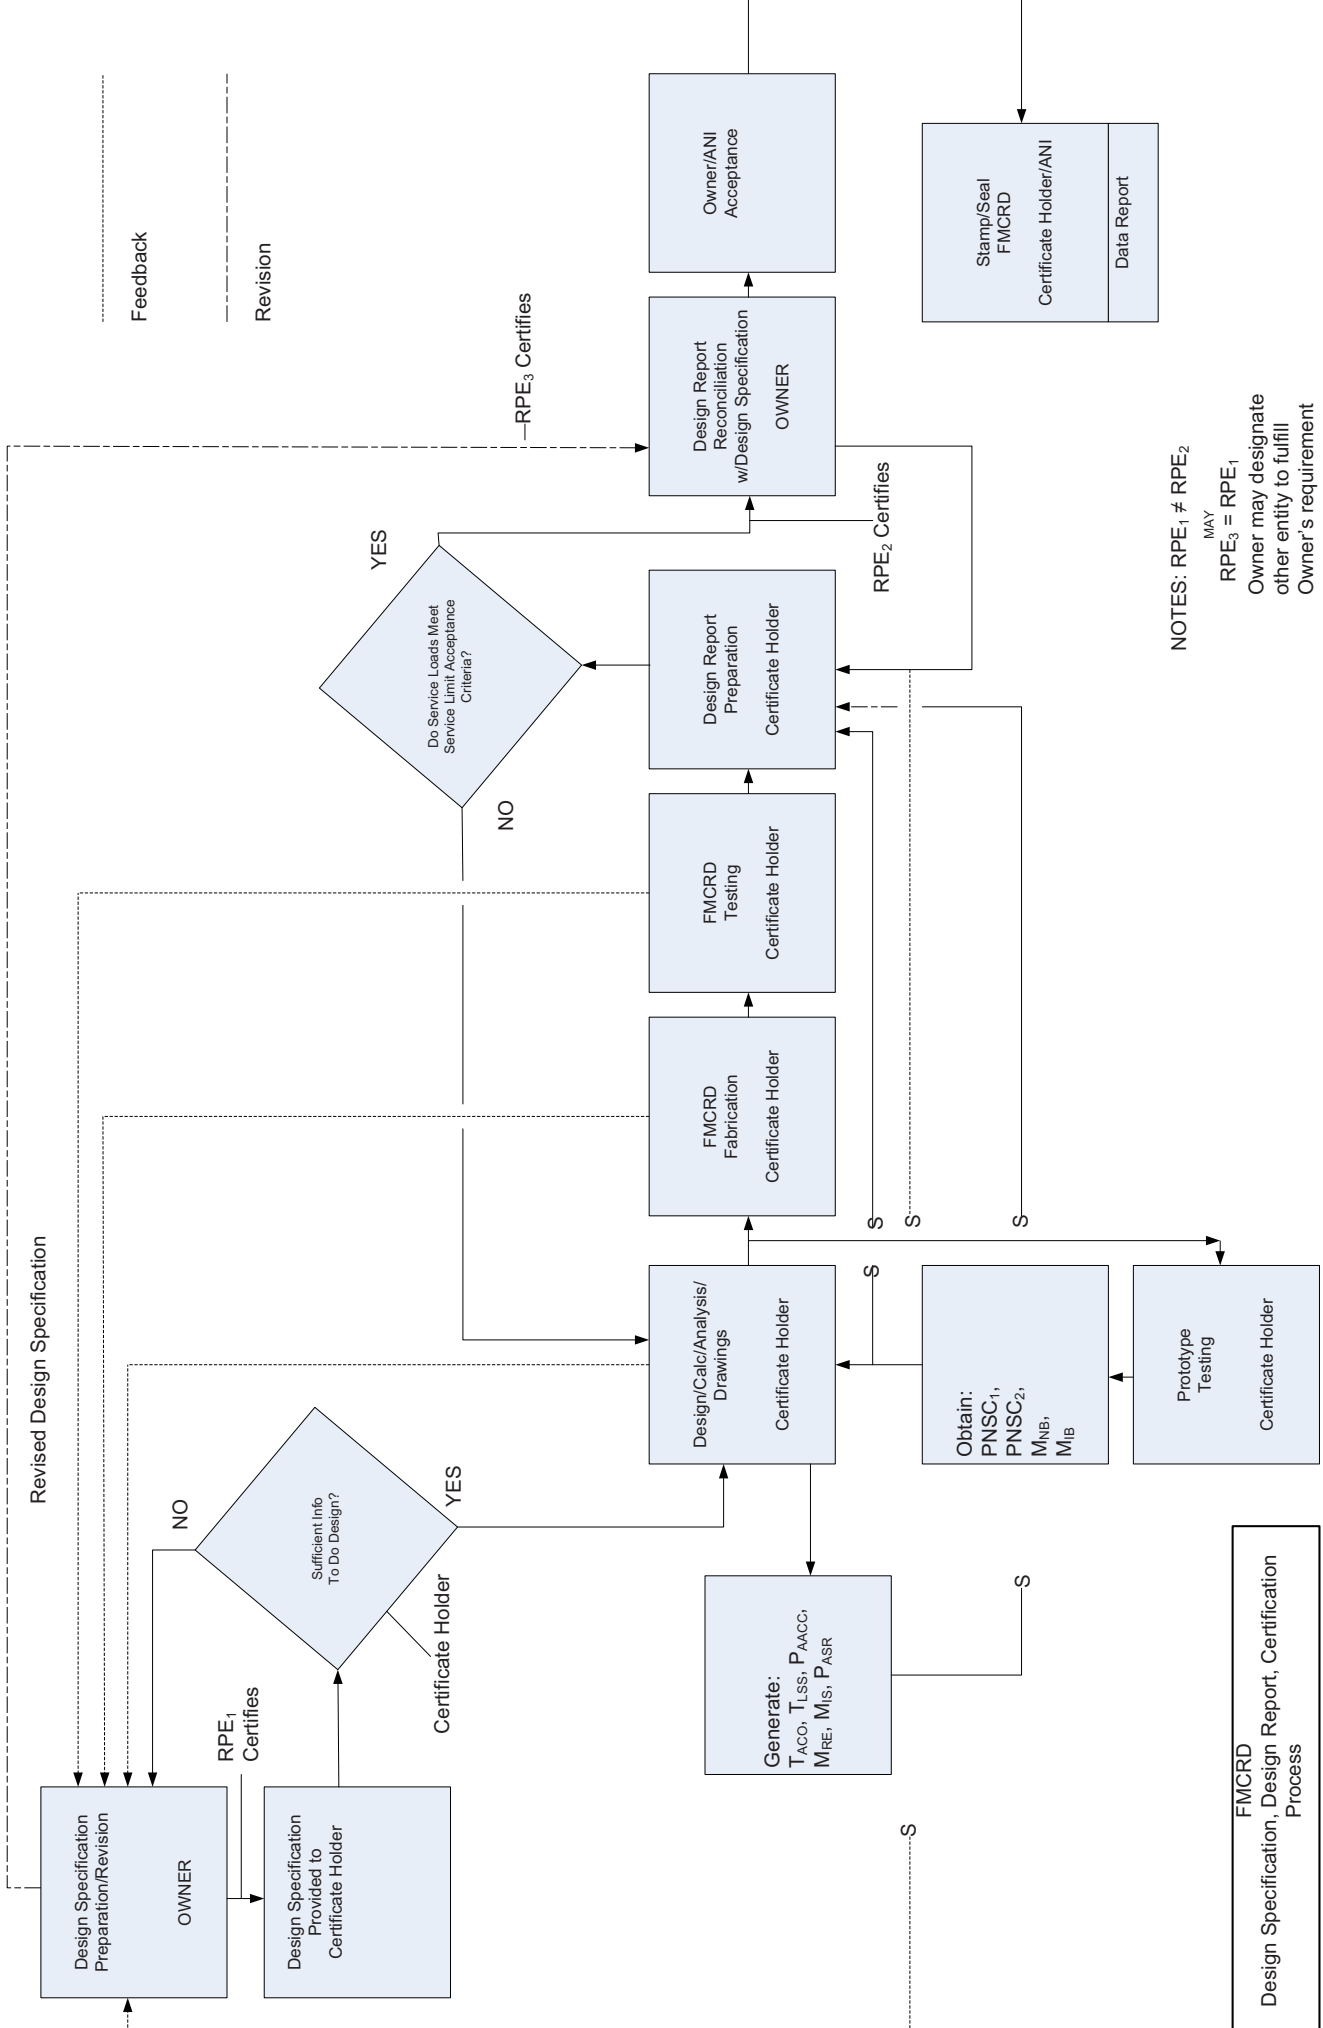 Revised Design Specification
Feedback
Revision
Design Specification
Preparation/Revision
OWNER
RPE₁
Certifies
Design Specification
Provided to
Certificate Holder
Sufficient Info
To Do Design?
NO
YES
Certificate Holder
Design/Calc/Analysis/
Drawings
Certificate Holder
FMCRD
Fabrication
Certificate Holder
FMCRD
Testing
Certificate Holder
Design Report
Preparation
Certificate Holder
Do Service Loads Meet
Service Limit Acceptance
Criteria?
NO
YES
RPE₂ Certifies
—RPE₃ Certifies
Design Report
Reconciliation
w/Design Specification
OWNER
Owner/ANI
Acceptance
Stamp/Seal
FMCRD
Certificate Holder/ANI
Data Report
Generate:
T_ACO, T_LSS, P_AACC,
M_RE, M_IS, P_ASR
S
S
S
Obtain:
PNSC₁,
PNSC₂,
M_NB,
M_IB
S
S
S
Prototype
Testing
Certificate Holder
FMCRD
Design Specification, Design Report, Certification
Process
NOTES: RPE₁ ≠ RPE₂
MAY
RPE₃ = RPE₁
Owner may designate
other entity to fulfill
Owner's requirement